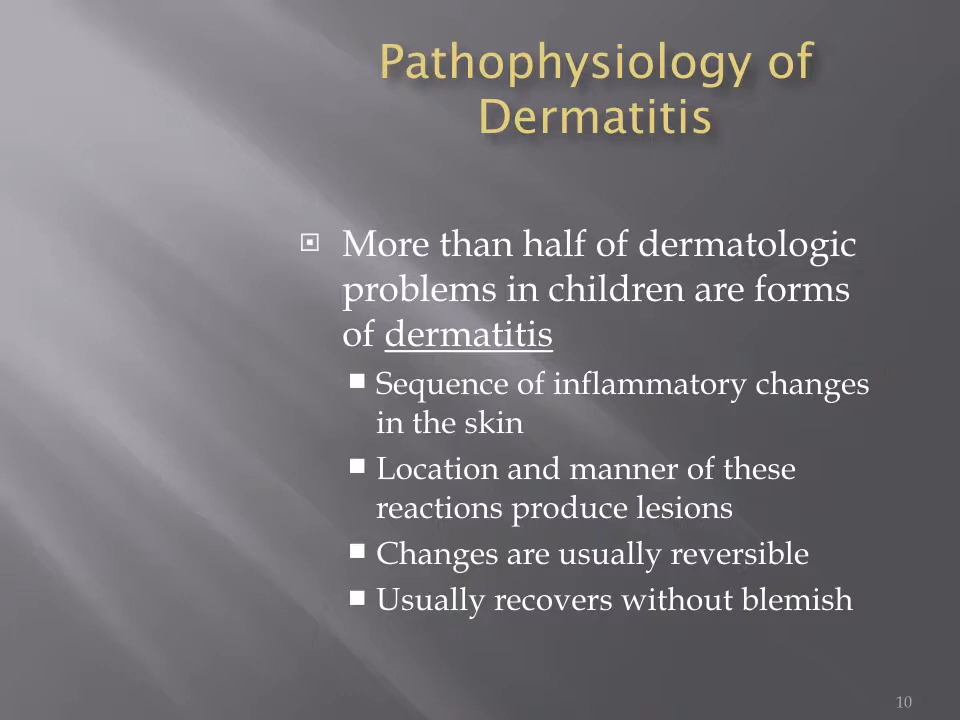 Pathophysiology of
Dermatitis
More than half of dermatologic
problems in children are forms
of dermatitis
Sequence of inflammatory changes
in the skin
Location and manner of these
reactions produce lesions
Changes are usually reversible
Usually recovers without blemish
10